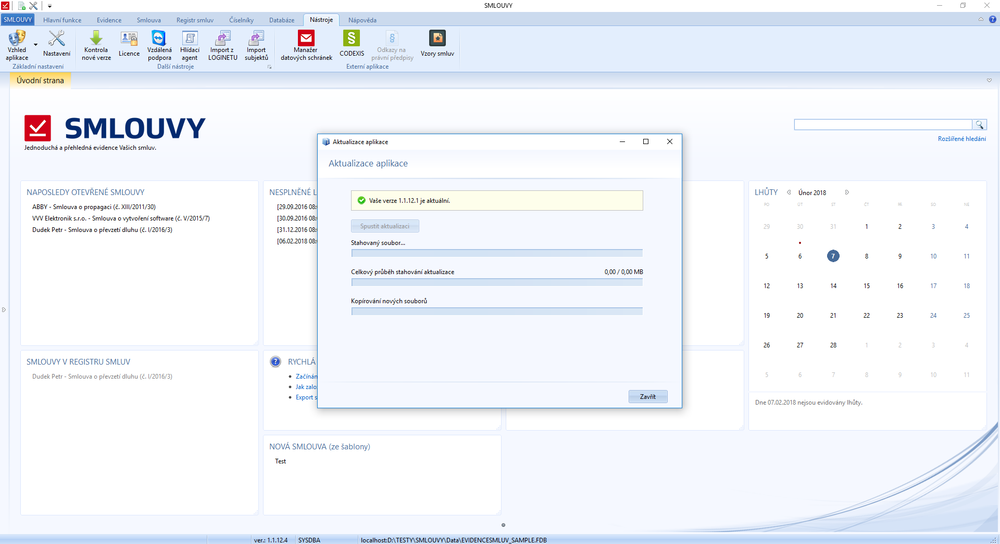 SMLOUVY
SMLOUVY Hlavní funkce Evidence Smlouva Registr smluv Číselníky Databáze Nástroje Nápověda
Vzhled aplikace
Nastavení
Kontrola nové verze
Licence
Vzdálená podpora
Hlídací agent
Import z LOGINETU
Import subjektů
Manažer datových schránek
CODEXIS
Odkazy na právní předpisy
Vzory smluv
Základní nastavení
Další nástroje
Externí aplikace
Úvodní strana
SMLOUVY
Jednoduchá a přehledná evidence Vašich smluv.
Rozšířené hledání
NAPOSLEDY OTEVŘENÉ SMLOUVY
ABBY - Smlouva o propagaci (č. XIII/2011/30)
VVV Elektronik s.r.o. - Smlouva o vytvoření software (č. V/2015/7)
Dudek Petr - Smlouva o převzetí dluhu (č. I/2016/3)
NESPLNĚNÉ L
[29.09.2016 08:
[30.09.2016 08:
[31.12.2016 08:
[06.02.2018 08:
Aktualizace aplikace
Aktualizace aplikace
Vaše verze 1.1.12.1 je aktuální.
Spustit aktualizaci
Stahovaný soubor...
Celkový průběh stahování aktualizace 0,00 / 0,00 MB
Kopírování nových souborů
Zavřít
LHŮTY Únor 2018
PO ÚT ST ČT PÁ SO NE
29 30 31 1 2 3 4
5 6 7 8 9 10 11
12 13 14 15 16 17 18
19 20 21 22 23 24 25
26 27 28 1 2 3 4
5 6 7 8 9 10 11
Dne 07.02.2018 nejsou evidovány lhůty.
SMLOUVY V REGISTRU SMLUV
Dudek Petr - Smlouva o převzetí dluhu (č. I/2016/3)
RYCHLÁ
Začínán
Jak zalo
Export s
NOVÁ SMLOUVA (ze šablony)
Test
ver.: 1.1.12.4 SYSDBA localhost:D:\TESTY\SMLOUVY\Data\EVIDENCESMLUV_SAMPLE.FDB